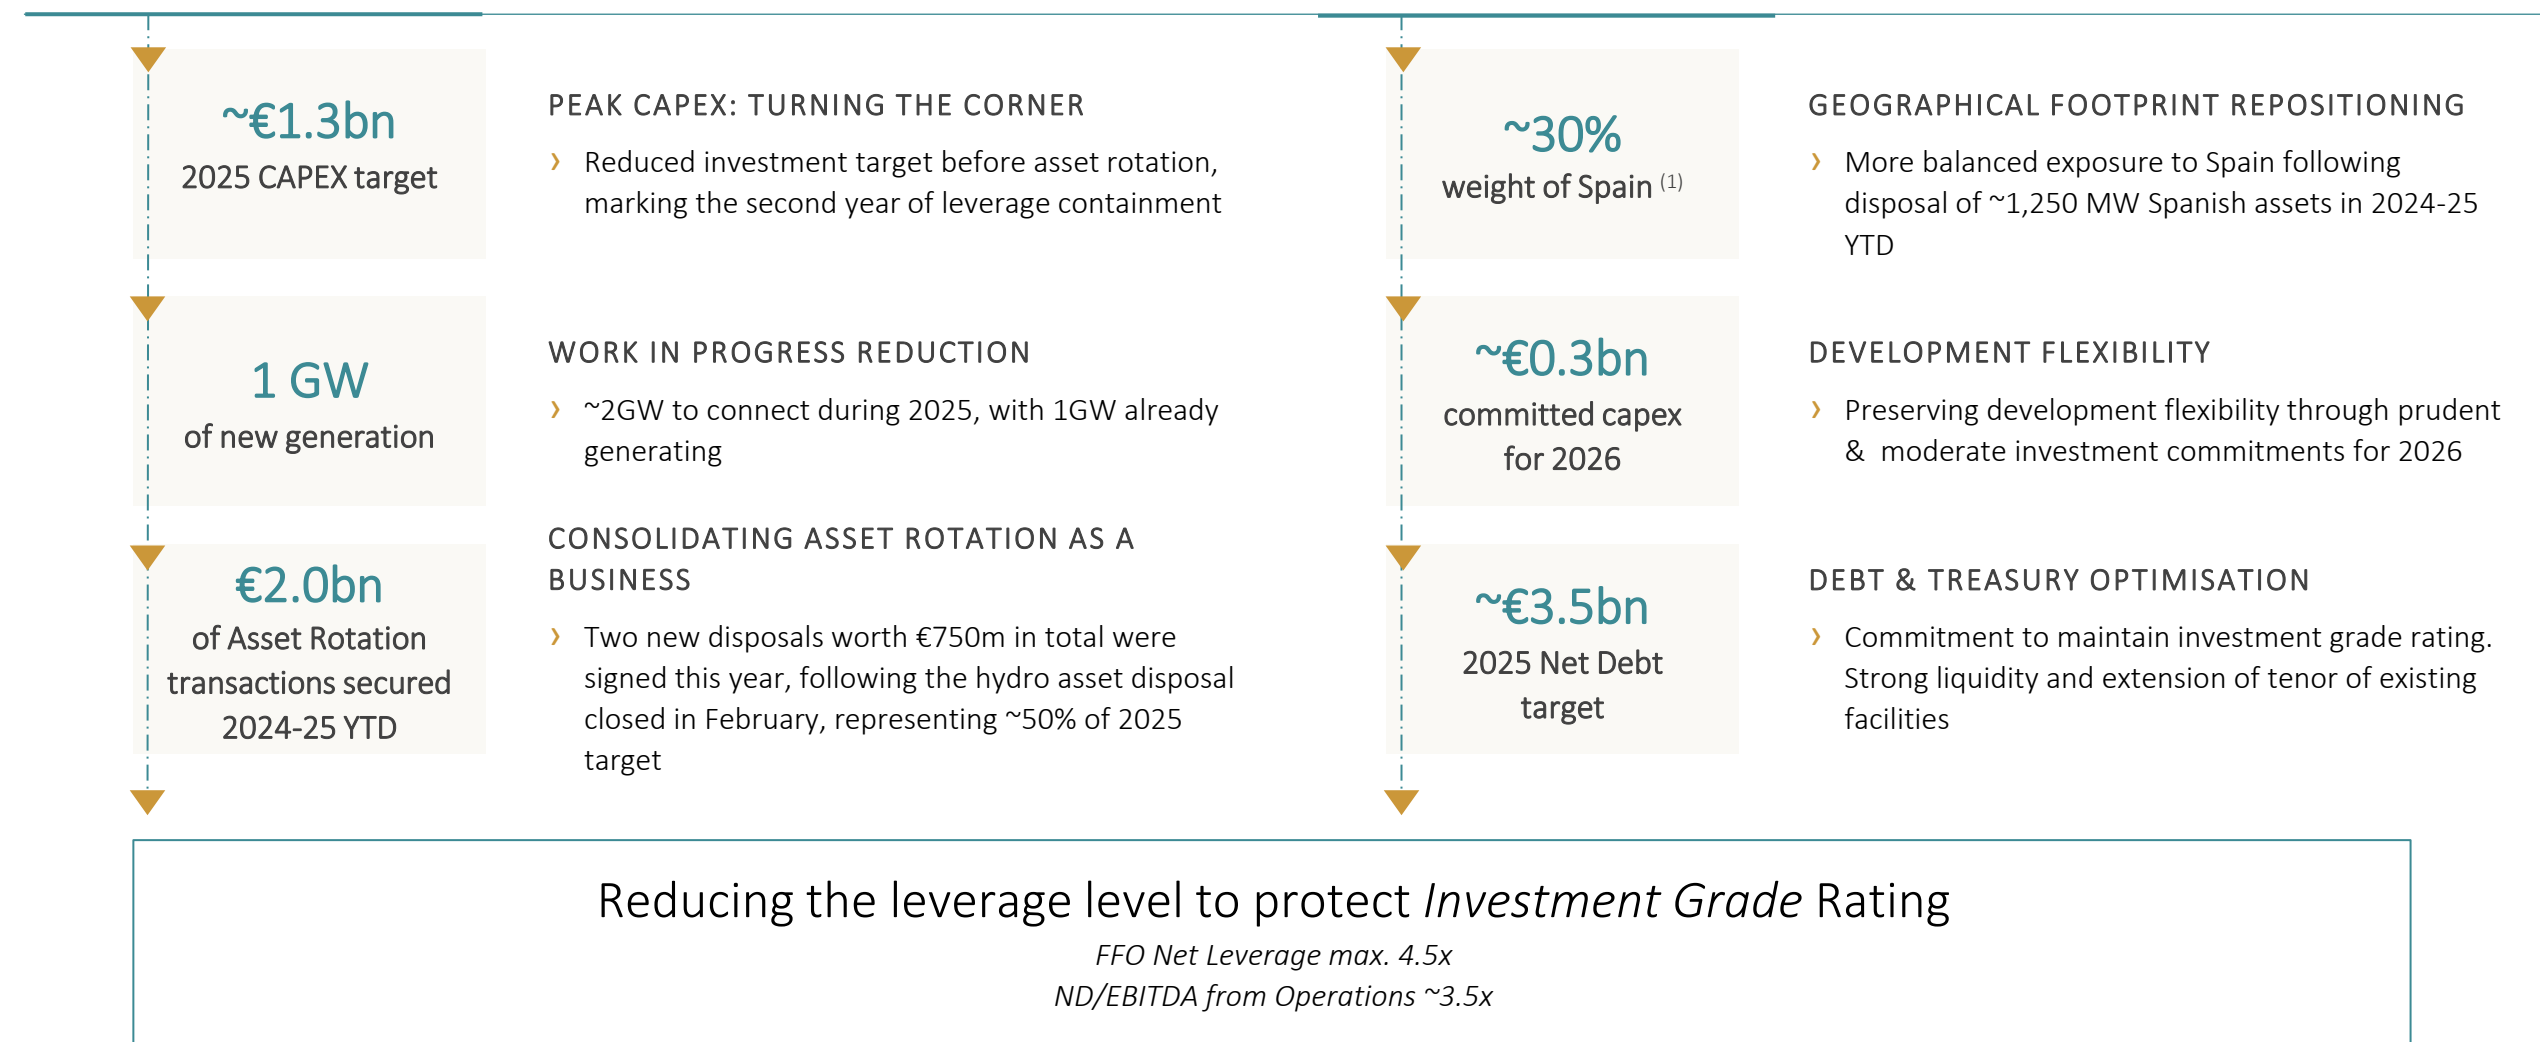 ~€1.3bn
2025 CAPEX target
PEAK CAPEX: TURNING THE CORNER
› Reduced investment target before asset rotation,
marking the second year of leverage containment
1 GW
of new generation
WORK IN PROGRESS REDUCTION
› ~2GW to connect during 2025, with 1GW already
generating
€2.0bn
of Asset Rotation
transactions secured
2024-25 YTD
CONSOLIDATING ASSET ROTATION AS A
BUSINESS
› Two new disposals worth €750m in total were
signed this year, following the hydro asset disposal
closed in February, representing ~50% of 2025
target
~30%
weight of Spain (1)
GEOGRAPHICAL FOOTPRINT REPOSITIONING
› More balanced exposure to Spain following
disposal of ~1,250 MW Spanish assets in 2024-25
YTD
~€0.3bn
committed capex
for 2026
DEVELOPMENT FLEXIBILITY
› Preserving development flexibility through prudent
& moderate investment commitments for 2026
~€3.5bn
2025 Net Debt
target
DEBT & TREASURY OPTIMISATION
› Commitment to maintain investment grade rating.
Strong liquidity and extension of tenor of existing
facilities
Reducing the leverage level to protect Investment Grade Rating
FFO Net Leverage max. 4.5x
ND/EBITDA from Operations ~3.5x